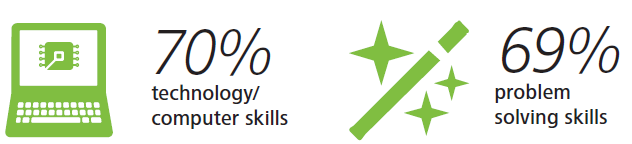 70%
technology/
computer skills
69%
problem
solving skills